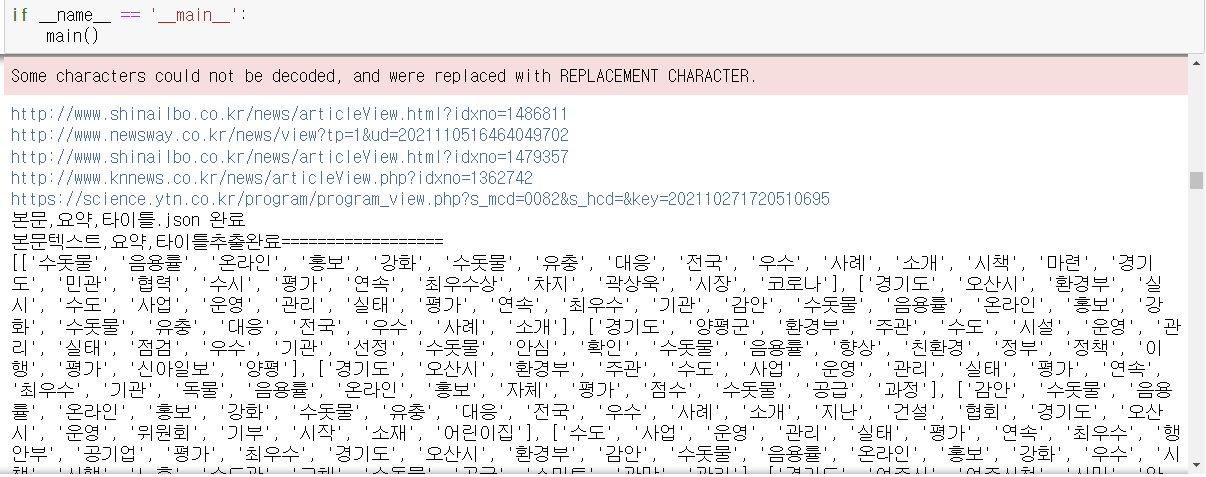 if __name__ == '__main__':
    main()
Some characters could not be decoded, and were replaced with REPLACEMENT CHARACTER.
http://www.shinailbo.co.kr/news/articleView.html?idxno=1486811
http://www.newsway.co.kr/news/view?tp=1&ud=2021110516464049702
http://www.shinailbo.co.kr/news/articleView.html?idxno=1479357
http://www.knnews.co.kr/news/articleView.php?idxno=1362742
https://science.ytn.co.kr/program/program_view.php?s_mcd=0082&s_hcd=&key=202110271720510695
본문,요약,타이틀.json 완료
본문텍스트,요약,타이틀추출완료==================
[['수돗물', '음용률', '온라인', '홍보', '강화', '수돗물', '유충', '대응', '전국', '우수', '사례', '소개', '시책', '마련', '경기
도', '민관', '협력', '수시', '평가', '연속', '최우수상', '차지', '곽상욱', '시장', '코로나'], ['경기도', '오산시', '환경부', '실
시', '수도', '사업', '운영', '관리', '실태', '평가', '연속', '최우수', '기관', '감안', '수돗물', '음용률', '온라인', '홍보', '강
화', '수돗물', '유충', '대응', '전국', '우수', '사례', '소개'], ['경기도', '양평군', '환경부', '주관', '수도', '시설', '운영', '관
리', '실태', '점검', '우수', '기관', '선정', '수돗물', '안심', '확인', '수돗물', '음용률', '향상', '친환경', '정부', '정책', '이
행', '평가', '신아일보', '양평'], ['경기도', '오산시', '환경부', '주관', '수도', '사업', '운영', '관리', '실태', '평가', '연속',
'최우수', '기관', '독물', '음용률', '온라인', '홍보', '자체', '평가', '점수', '수돗물', '공급', '과정'], ['감안', '수돗물', '음용
률', '온라인', '홍보', '강화', '수돗물', '유충', '대응', '전국', '우수', '사례', '소개', '지난', '건설', '협회', '경기도', '오산
시', '운영', '위원회', '기부', '시작', '소재', '어린이집'], ['수도', '사업', '운영', '관리', '실태', '평가', '연속', '최우수', '행
안부', '공기업', '평가', '최우수', '경기도', '오산시', '환경부', '감안', '수돗물', '음용률', '온라인', '홍보', '강화', '우수', '시